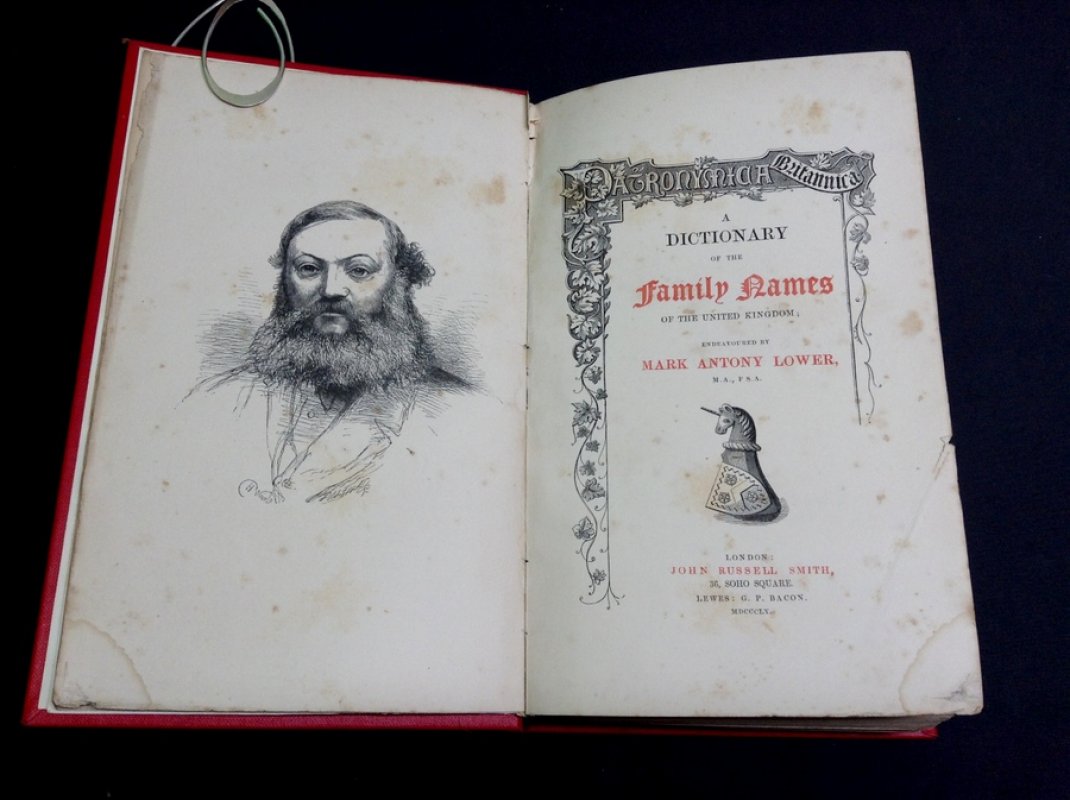 Patronymica Britannica
A
DICTIONARY
OF THE
Family Names
OF THE UNITED KINGDOM;
ENDEAVOURED BY
MARK ANTONY LOWER,
M.A., F.S.A.
LONDON:
JOHN RUSSELL SMITH,
36, SOHO SQUARE.
LEWES: G. P. BACON.
MDCCCLX.